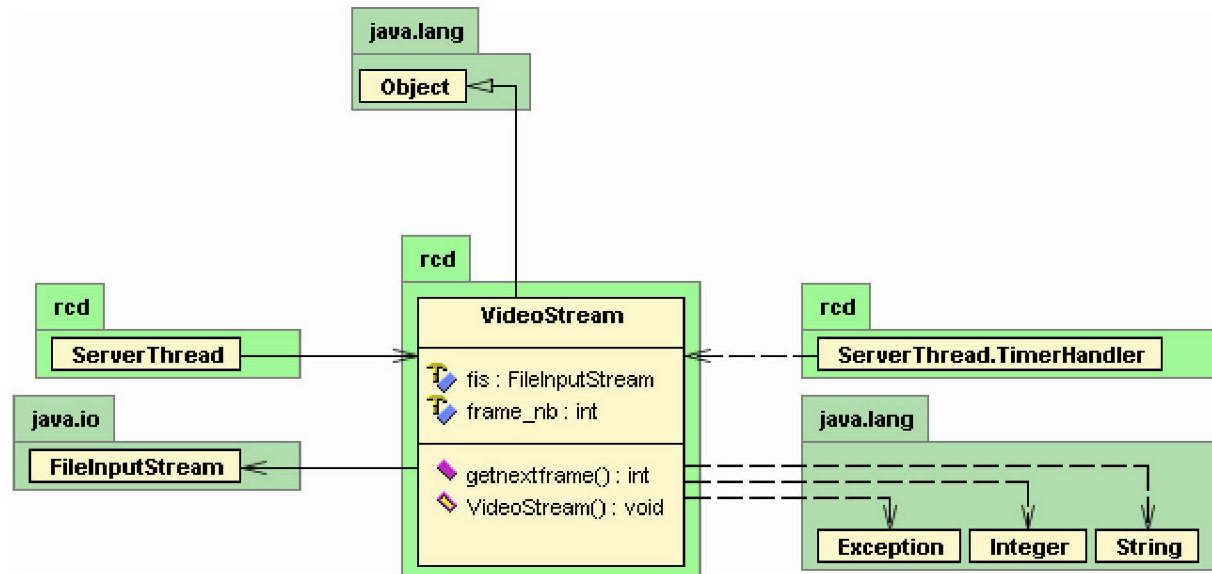 java.lang
Object
rcd
VideoStream
fis : FileInputStream
frame_nb : int
getnextframe() : int
VideoStream() : void
rcd
ServerThread
java.io
FileInputStream
rcd
ServerThread.TimerHandler
java.lang
Exception
Integer
String